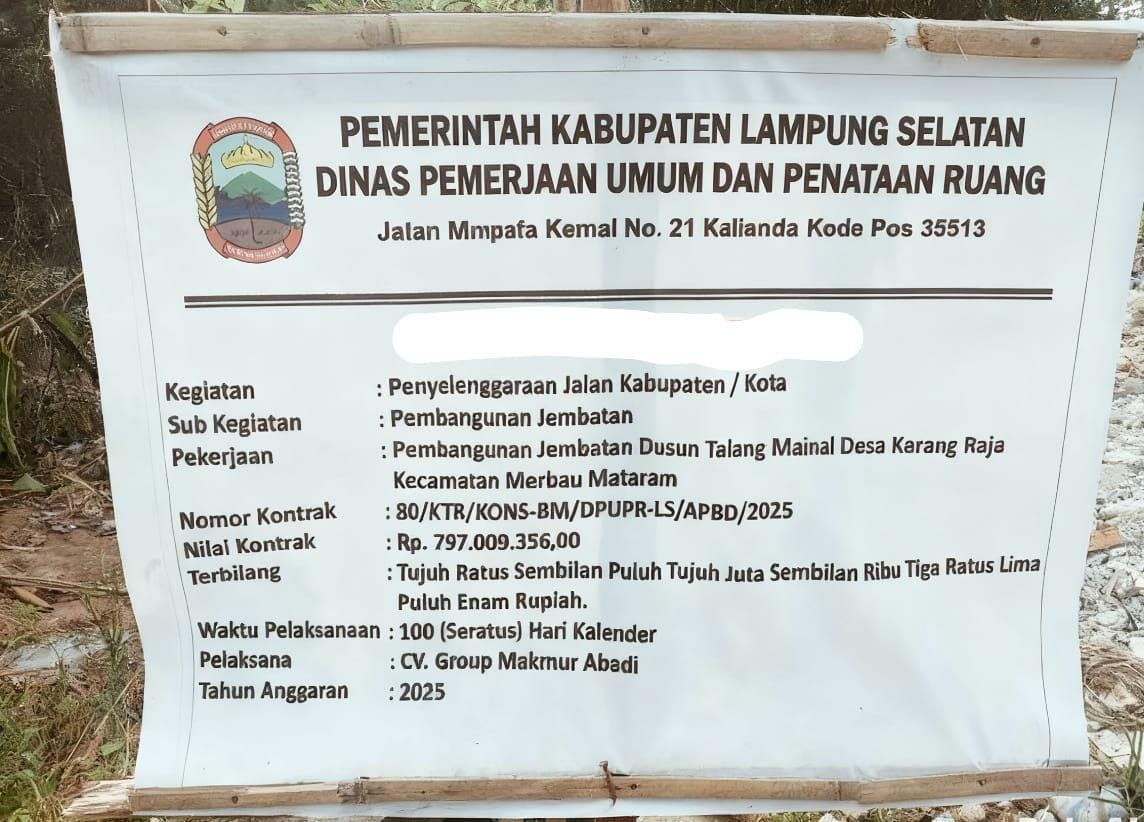 PEMERINTAH KABUPATEN LAMPUNG SELATAN
DINAS PEMERJAAN UMUM DAN PENATAAN RUANG
Jalan Mmpafa Kemal No. 21 Kalianda Kode Pos 35513
Kegiatan : Penyelenggaraan Jalan Kabupaten / Kota
Sub Kegiatan : Pembangunan Jembatan
Pekerjaan : Pembangunan Jembatan Dusun Talang Mainal Desa Karang Raja
Kecamatan Merbau Mataram
Nomor Kontrak : 80/KTR/KONS-BM/DPUPR-LS/APBD/2025
Nilai Kontrak : Rp. 797.009.356,00
Terbilang : Tujuh Ratus Sembilan Puluh Tujuh Juta Sembilan Ribu Tiga Ratus Lima
Puluh Enam Rupiah.
Waktu Pelaksanaan : 100 (Seratus) Hari Kalender
Pelaksana : CV. Group Makmur Abadi
Tahun Anggaran : 2025